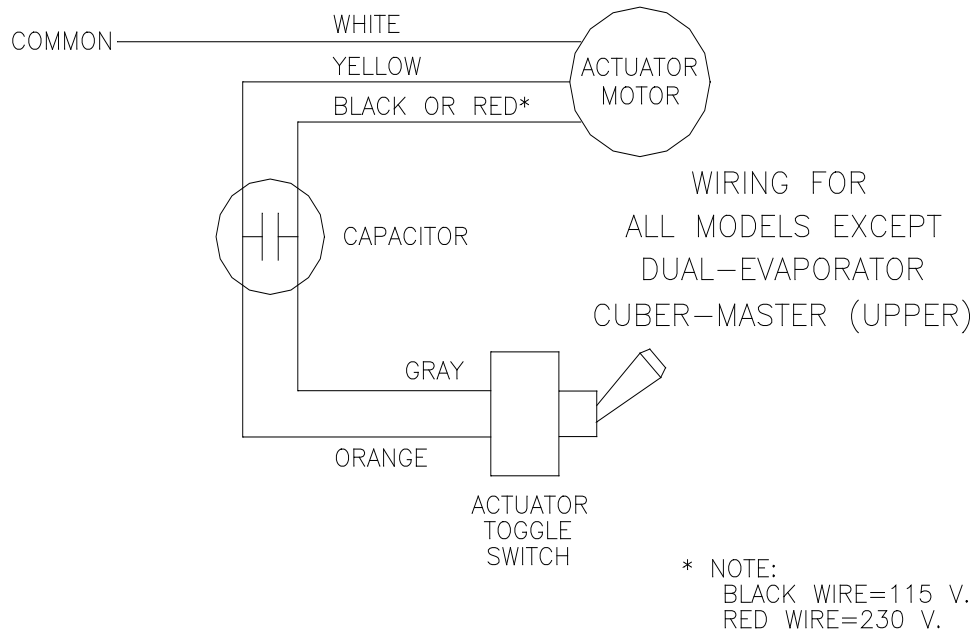 WHITE
COMMON
YELLOW
ACTUATOR
MOTOR
BLACK OR RED*
WIRING FOR
ALL MODELS EXCEPT
DUAL-EVAPORATOR
CUBER-MASTER (UPPER)
CAPACITOR
GRAY
ORANGE
ACTUATOR
TOGGLE
SWITCH
* NOTE:
BLACK WIRE=115 V.
RED WIRE=230 V.